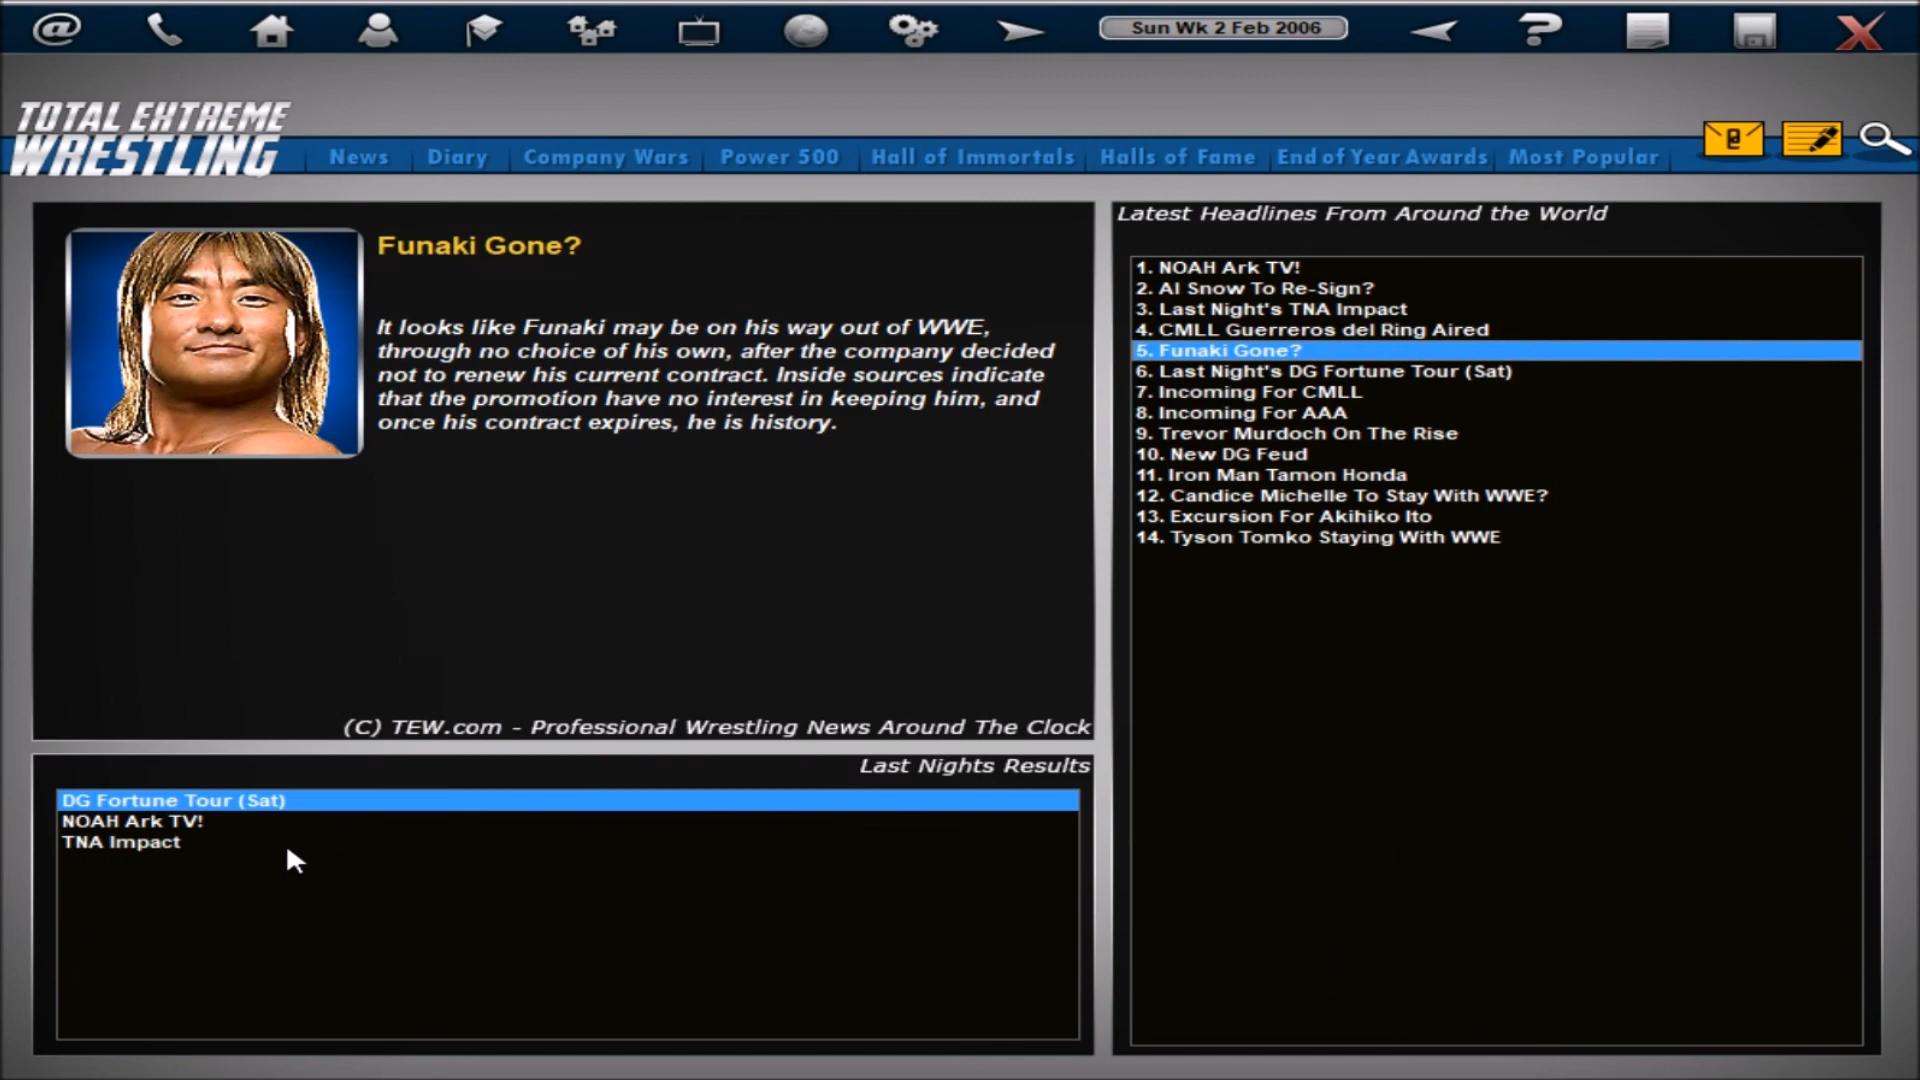 Sun Wk 2 Feb 2006
TOTAL EXTREME
WRESTLING
News
Diary
Company Wars
Power 500
Hall of Immortals
Halls of Fame
End of Year Awards
Most Popular
Funaki Gone?
It looks like Funaki may be on his way out of WWE,
through no choice of his own, after the company decided
not to renew his current contract. Inside sources indicate
that the promotion have no interest in keeping him, and
once his contract expires, he is history.
(C) TEW.com - Professional Wrestling News Around The Clock
Last Nights Results
DG Fortune Tour (Sat)
NOAH Ark TV!
TNA Impact
Latest Headlines From Around the World
1. NOAH Ark TV!
2. Al Snow To Re-Sign?
3. Last Night's TNA Impact
4. CMLL Guerreros del Ring Aired
5. Funaki Gone?
6. Last Night's DG Fortune Tour (Sat)
7. Incoming For CMLL
8. Incoming For AAA
9. Trevor Murdoch On The Rise
10. New DG Feud
11. Iron Man Tamon Honda
12. Candice Michelle To Stay With WWE?
13. Excursion For Akihiko Ito
14. Tyson Tomko Staying With WWE